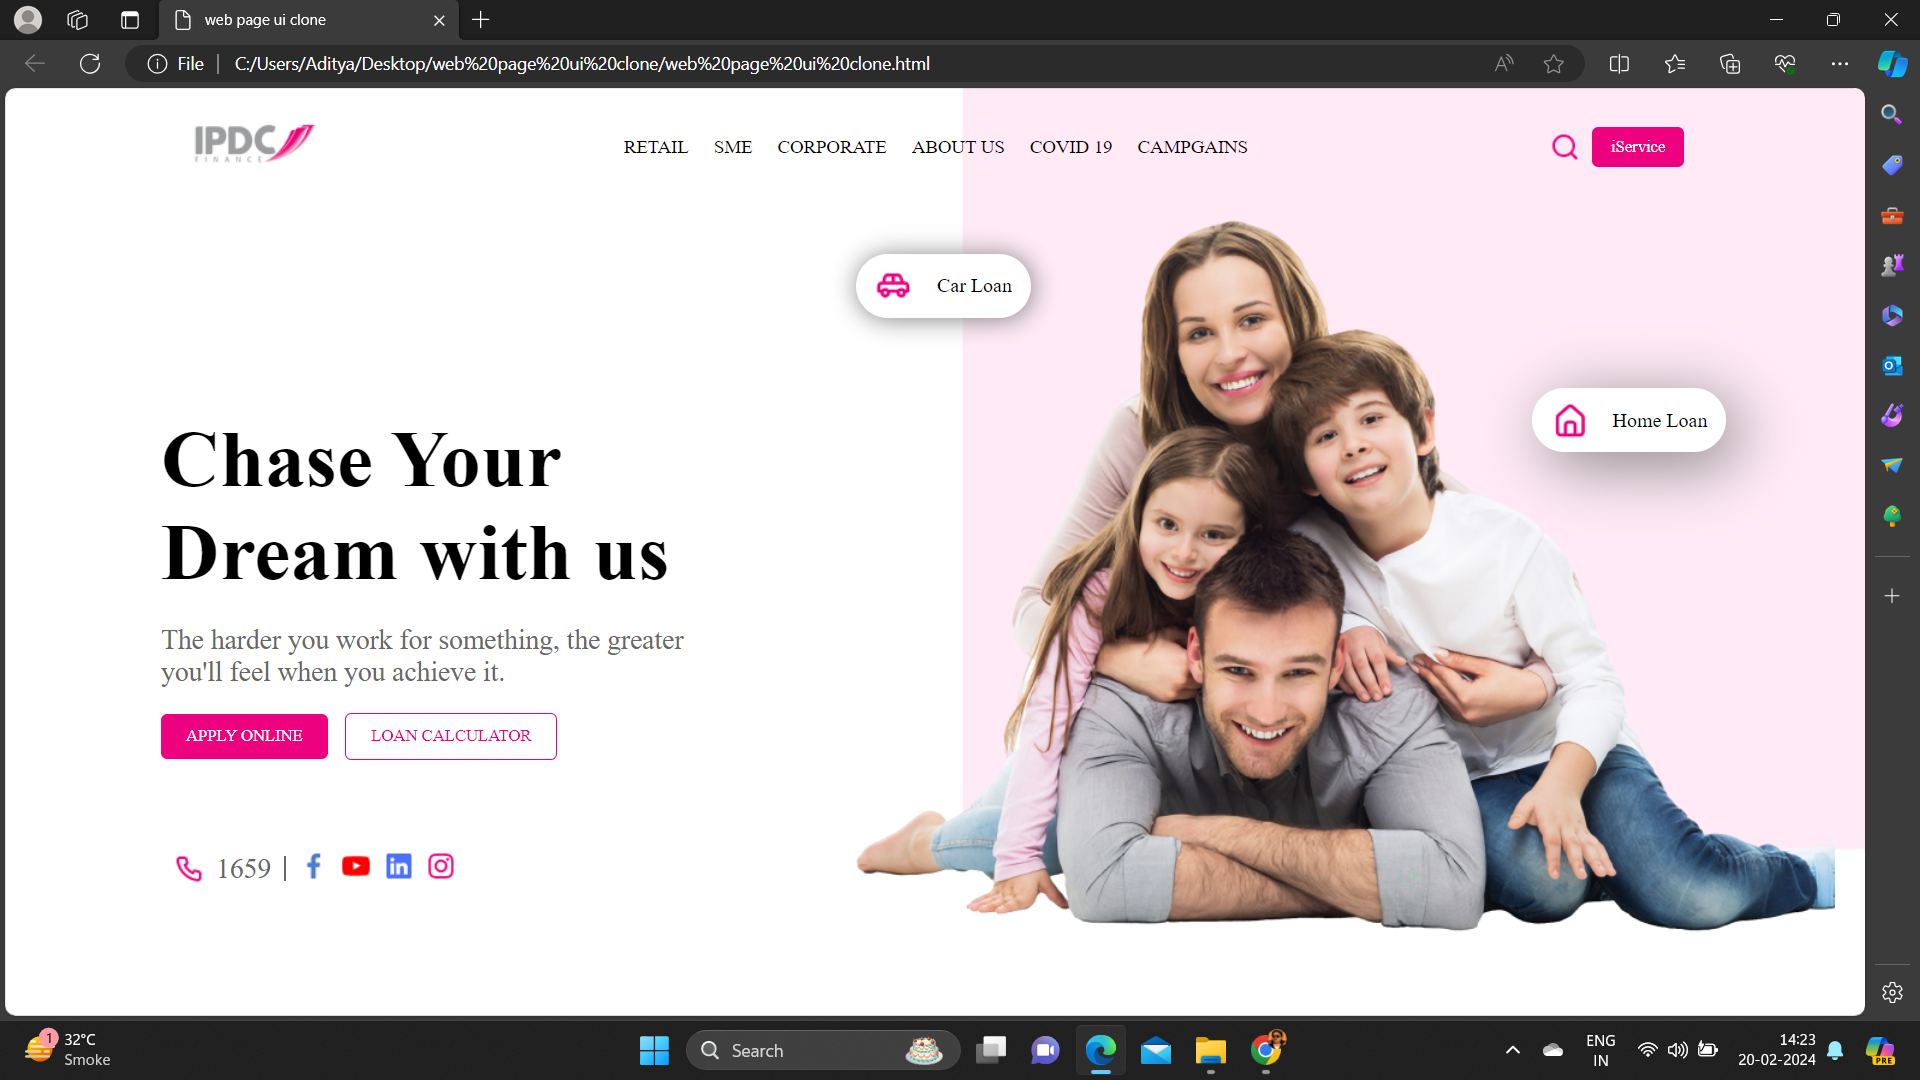 web page ui clone
File
C:/Users/Aditya/Desktop/web%20page%20ui%20clone/web%20page%20ui%20clone.html
IPDC
FINANCE
RETAIL SME CORPORATE ABOUT US COVID 19 CAMPGAINS
iService
Car Loan
Home Loan
Chase Your
Dream with us
The harder you work for something, the greater
you'll feel when you achieve it.
APPLY ONLINE LOAN CALCULATOR
1659 |
1
32°C
Smoke
Search
ENG
IN
14:23
20-02-2024
PRE